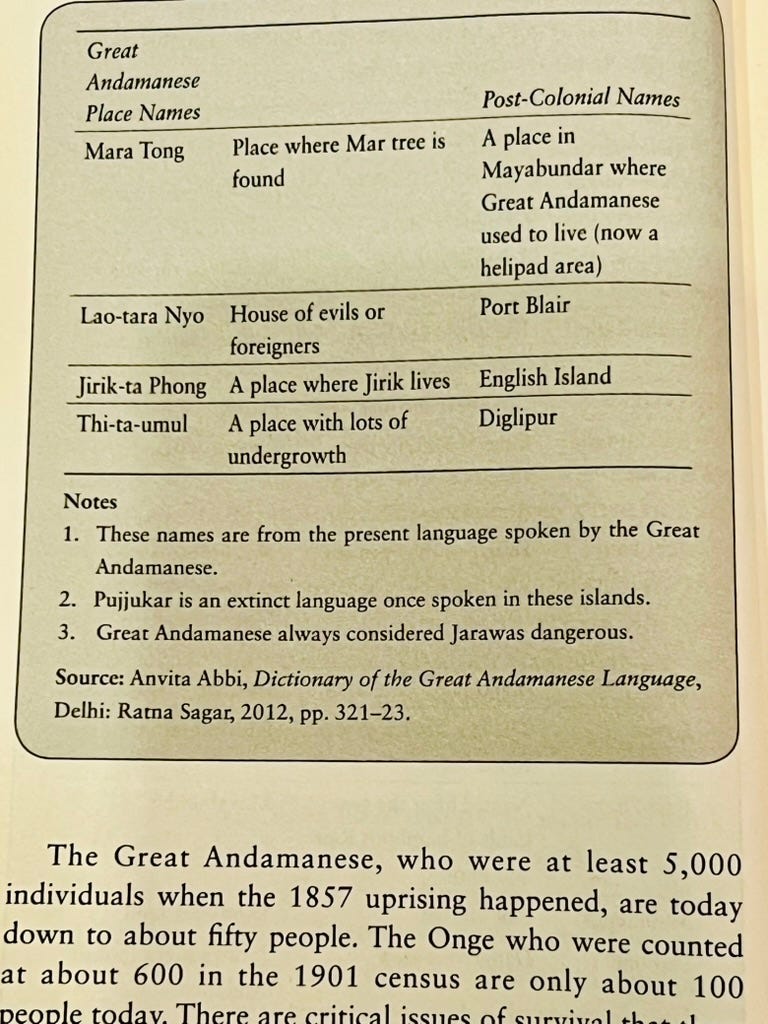 Great
Andamanese
Place Names
Post-Colonial Names
Mara Tong
Place where Mar tree is
found
A place in
Mayabundar where
Great Andamanese
used to live (now a
helipad area)
Lao-tara Nyo
House of evils or
foreigners
Port Blair
Jirik-ta Phong
A place where Jirik lives
English Island
Thi-ta-umul
A place with lots of
undergrowth
Diglipur
Notes
1. These names are from the present language spoken by the Great
Andamanese.
2. Pujjukar is an extinct language once spoken in these islands.
3. Great Andamanese always considered Jarawas dangerous.
Source: Anvita Abbi, Dictionary of the Great Andamanese Language,
Delhi: Ratna Sagar, 2012, pp. 321–23.
The Great Andamanese, who were at least 5,000
individuals when the 1857 uprising happened, are today
down to about fifty people. The Onge who were counted
at about 600 in the 1901 census are only about 100
people today. There are critical issues of survival that